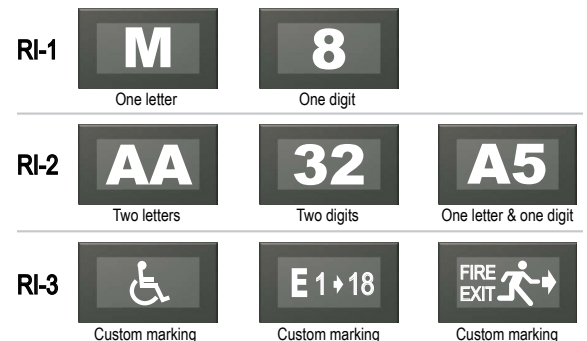 RI-1
M
8
One letter
One digit
RI-2
AA
32
A5
Two letters
Two digits
One letter & one digit
RI-3
E 1➧18
FIRE
EXIT
Custom marking
Custom marking
Custom marking